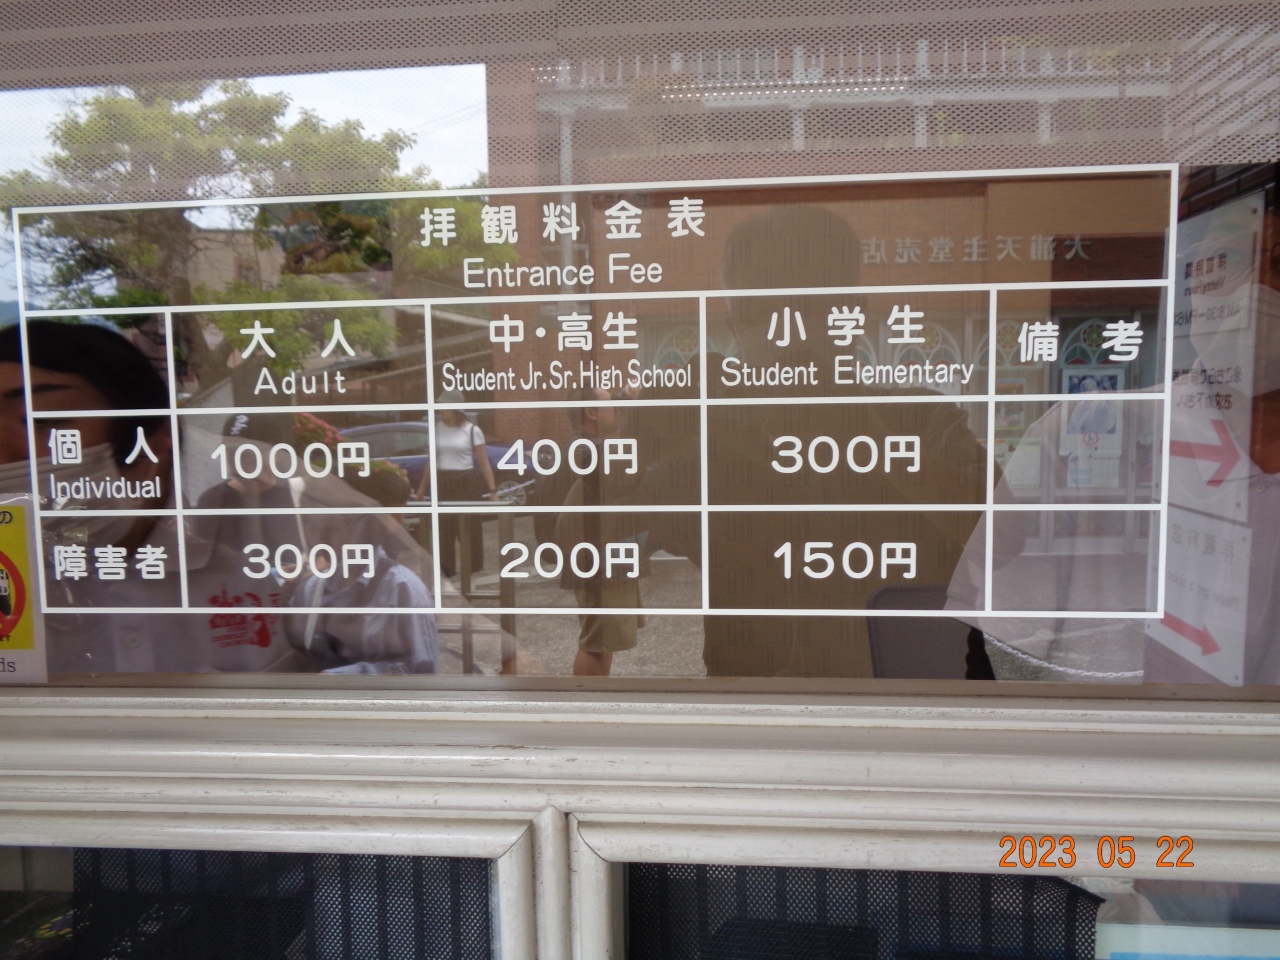 拝観料金表
Entrance Fee
大人 中・高生 小学生 備考
Adult Student Jr.Sr.High School Student Elementary
個人 1000円 400円 300円
Individual
障害者 300円 200円 150円
大浦天主堂売店
の
ds
2023 05 22